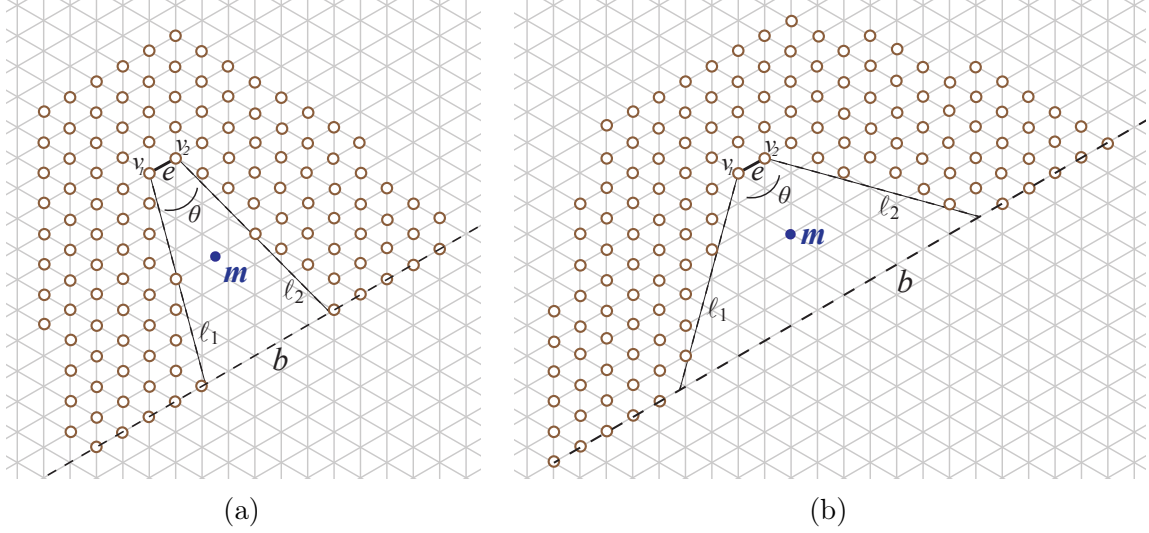 v₁ v₂
e
θ
m
ℓ₂
ℓ₁
b
(a)
v₁ v₂
e
θ
ℓ₂
m
b
ℓ₁
(b)